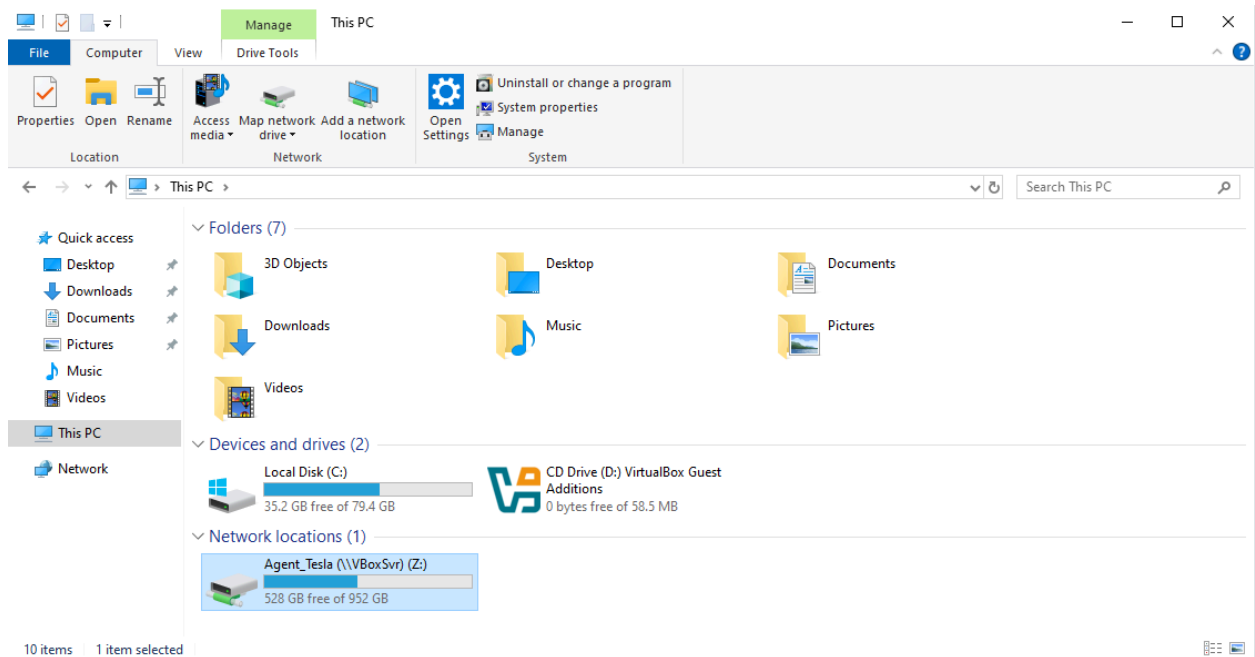 Manage
This PC
File
Computer
View
Drive Tools
Properties
Open
Rename
Access media
Map network drive
Add a network location
Open Settings
Uninstall or change a program
System properties
Manage
Location
Network
System
This PC
Search This PC
Quick access
Desktop
Downloads
Documents
Pictures
Music
Videos
This PC
Network
Folders (7)
3D Objects
Desktop
Documents
Downloads
Music
Pictures
Videos
Devices and drives (2)
Local Disk (C:)
35.2 GB free of 79.4 GB
CD Drive (D:) VirtualBox Guest
Additions
0 bytes free of 58.5 MB
Network locations (1)
Agent_Tesla (\\VBoxSvr) (Z:)
528 GB free of 952 GB
10 items
1 item selected